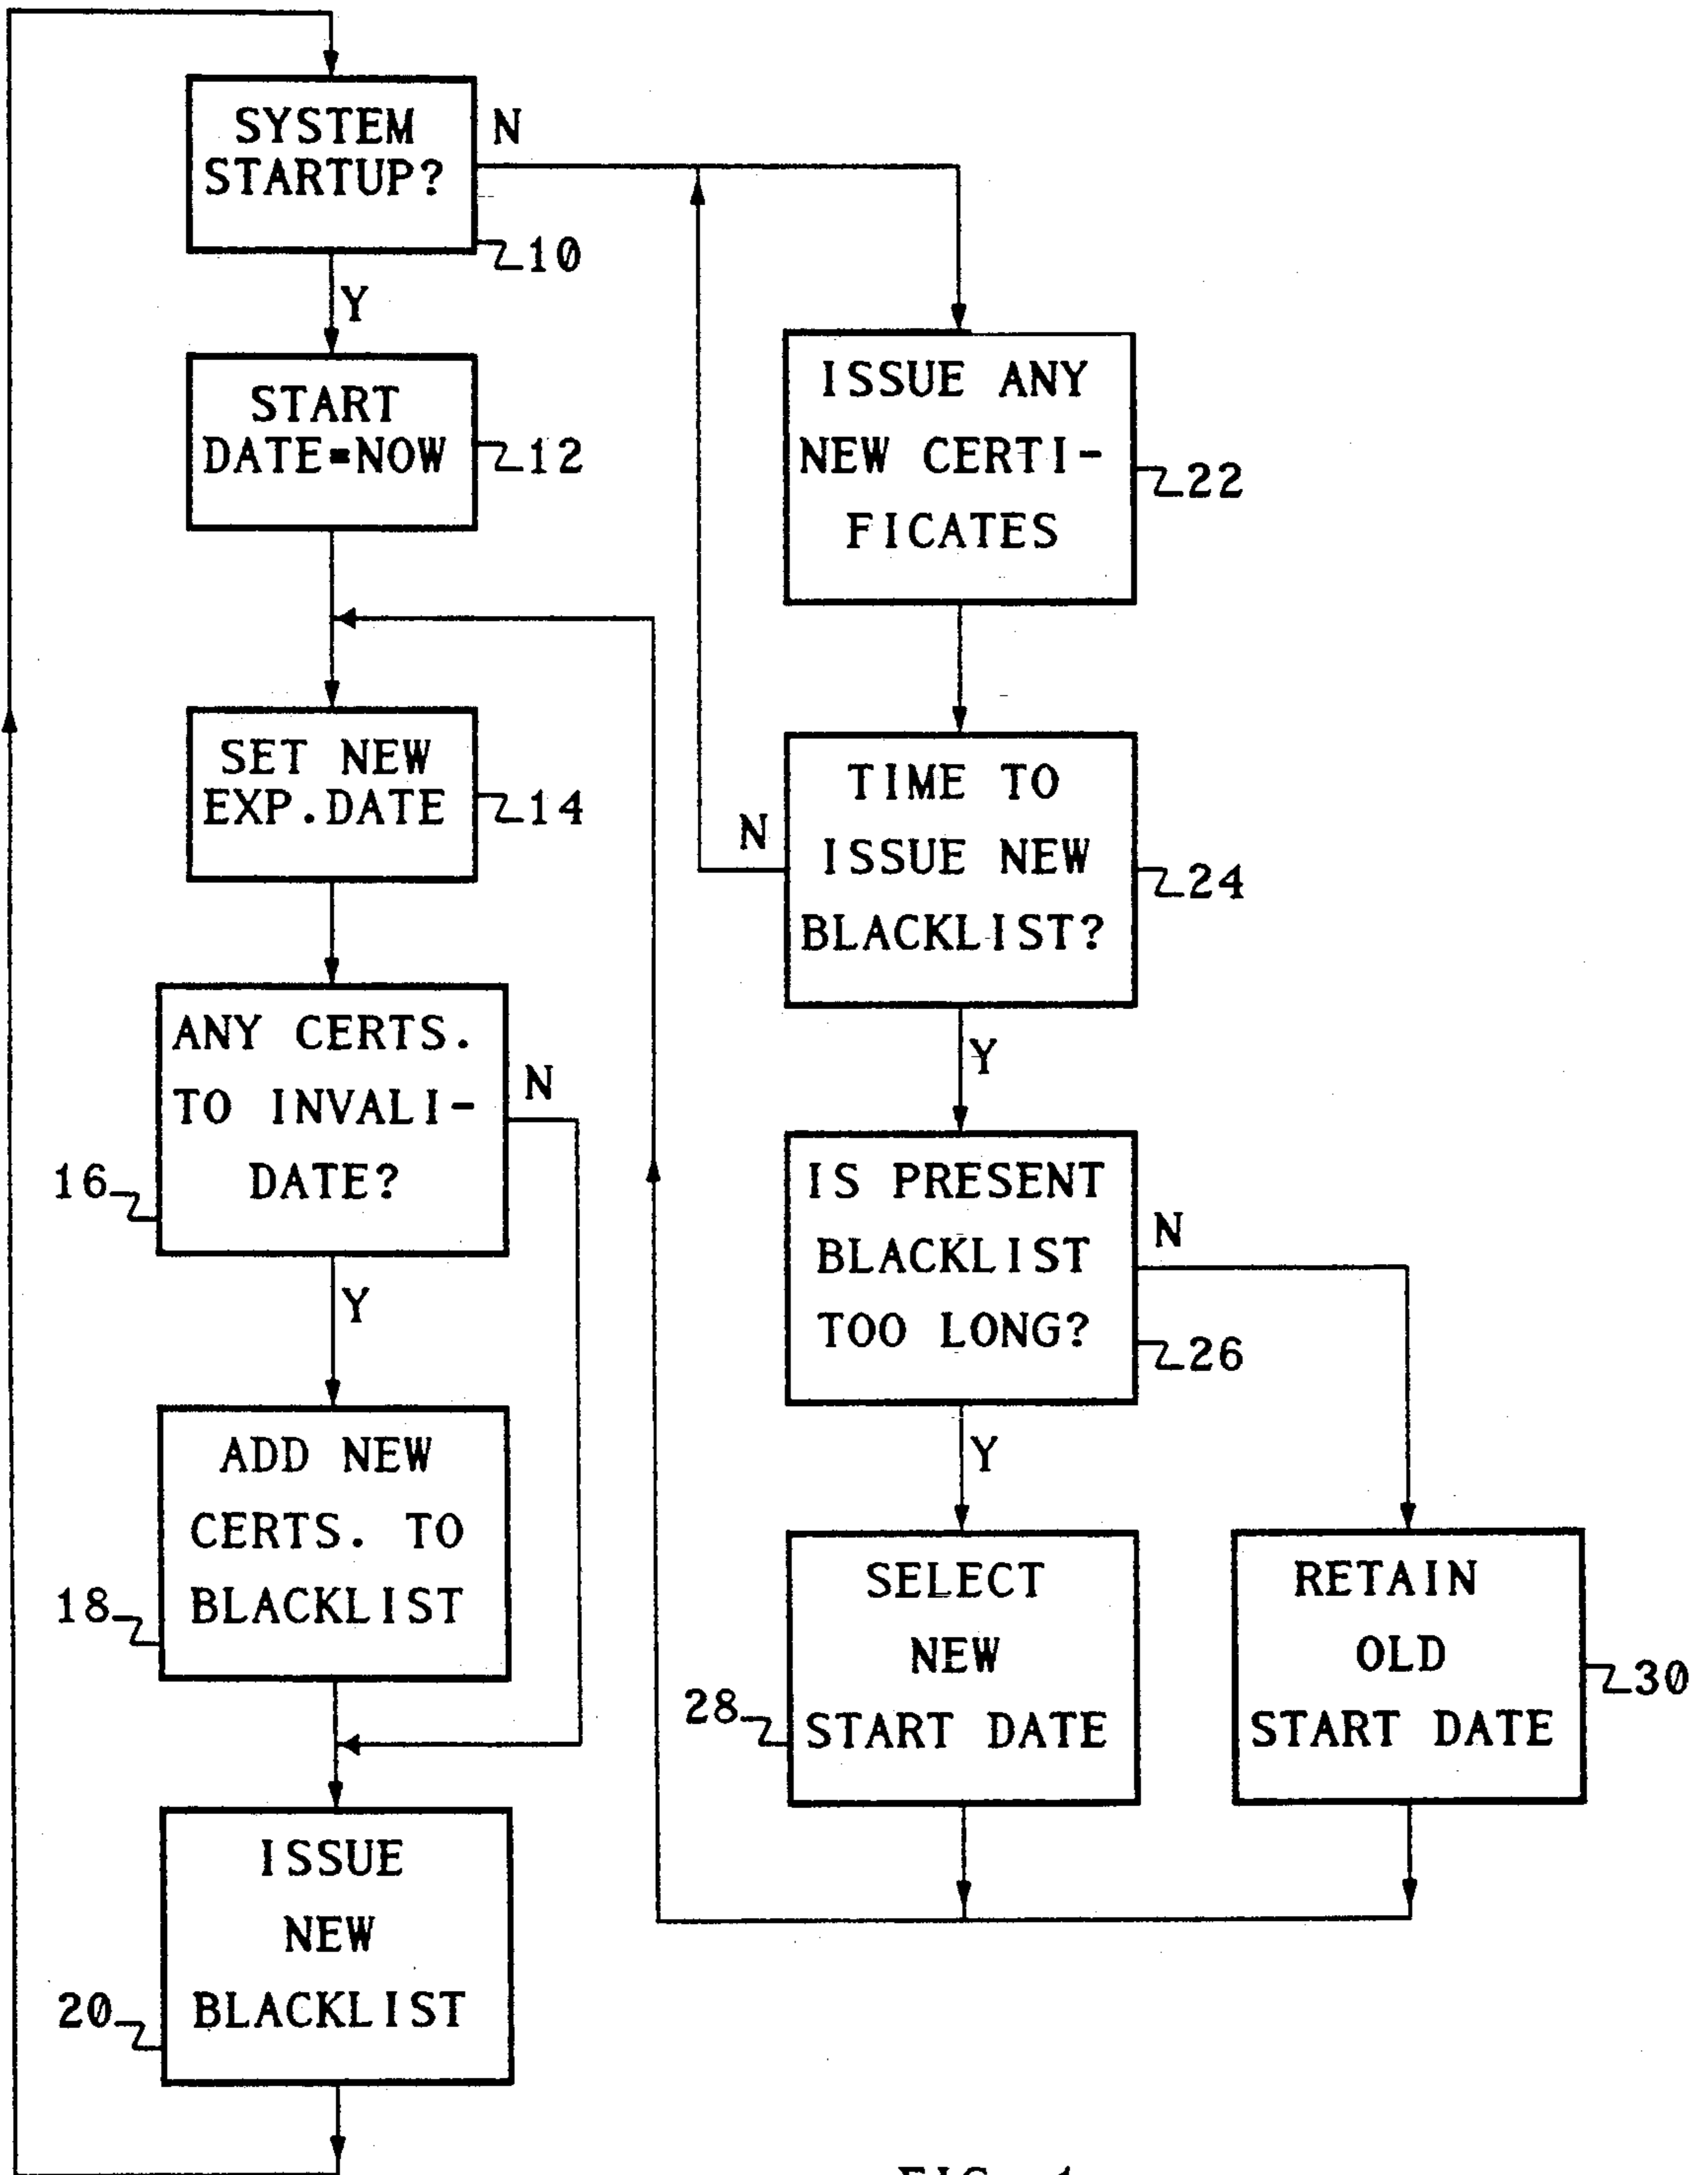 SYSTEM
STARTUP?
N
10
Y
START
DATE=NOW
12
SET NEW
EXP.DATE
14
ANY CERTS.
TO INVALI-
DATE?
N
16
Y
ADD NEW
CERTS. TO
BLACKLIST
18
ISSUE
NEW
BLACKLIST
20
ISSUE ANY
NEW CERTI-
FICATES
22
TIME TO
ISSUE NEW
BLACKLIST?
N
24
Y
IS PRESENT
BLACKLIST
TOO LONG?
N
26
Y
SELECT
NEW
START DATE
28
RETAIN
OLD
START DATE
30
FIG. 1